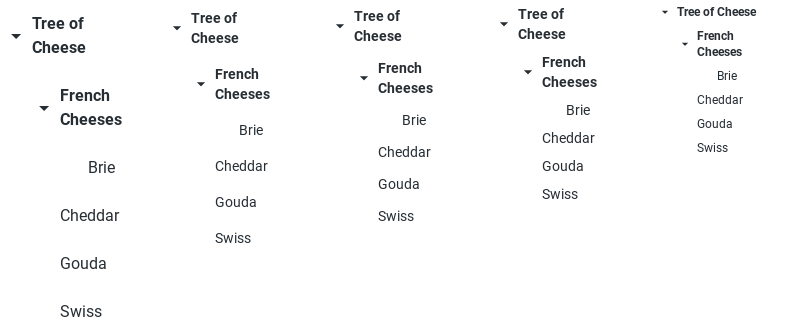 Tree of
Cheese
French
Cheeses
Brie
Cheddar
Gouda
Swiss
Tree of
Cheese
French
Cheeses
Brie
Cheddar
Gouda
Swiss
Tree of
Cheese
French
Cheeses
Brie
Cheddar
Gouda
Swiss
Tree of
Cheese
French
Cheeses
Brie
Cheddar
Gouda
Swiss
Tree of Cheese
French
Cheeses
Brie
Cheddar
Gouda
Swiss